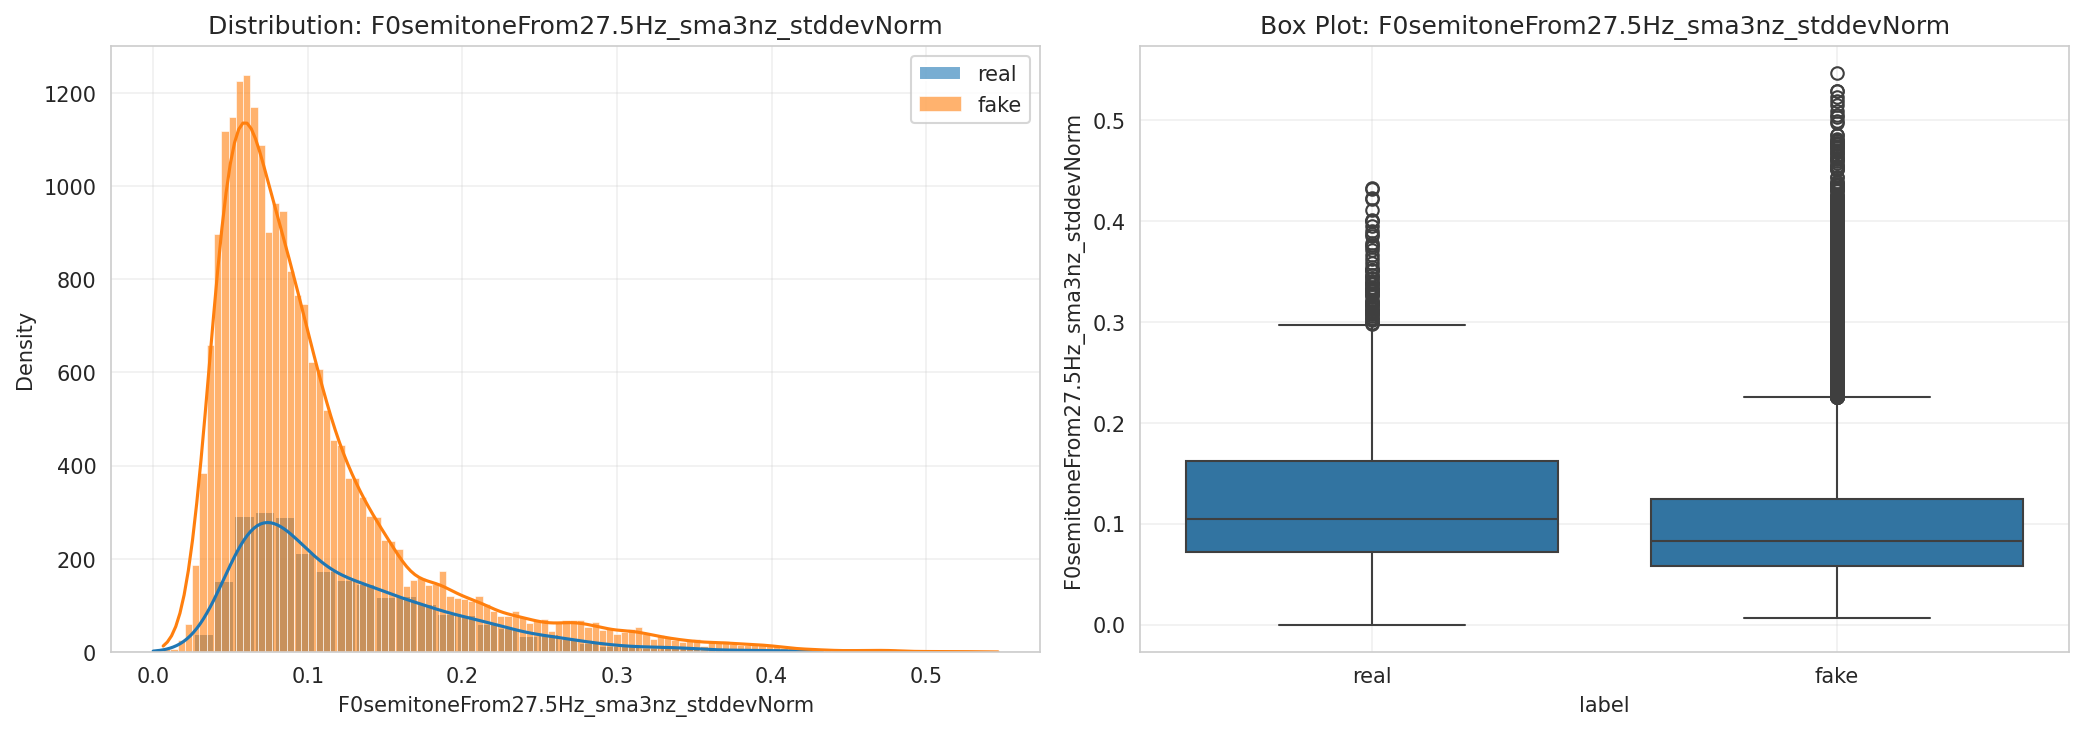 Distribution: F0semitoneFrom27.5Hz_sma3nz_stddevNorm
real
fake
Density
1200
1000
800
600
400
200
0
0.0 0.1 0.2 0.3 0.4 0.5
F0semitoneFrom27.5Hz_sma3nz_stddevNorm
Box Plot: F0semitoneFrom27.5Hz_sma3nz_stddevNorm
F0semitoneFrom27.5Hz_sma3nz_stddevNorm
0.5
0.4
0.3
0.2
0.1
0.0
real fake
label